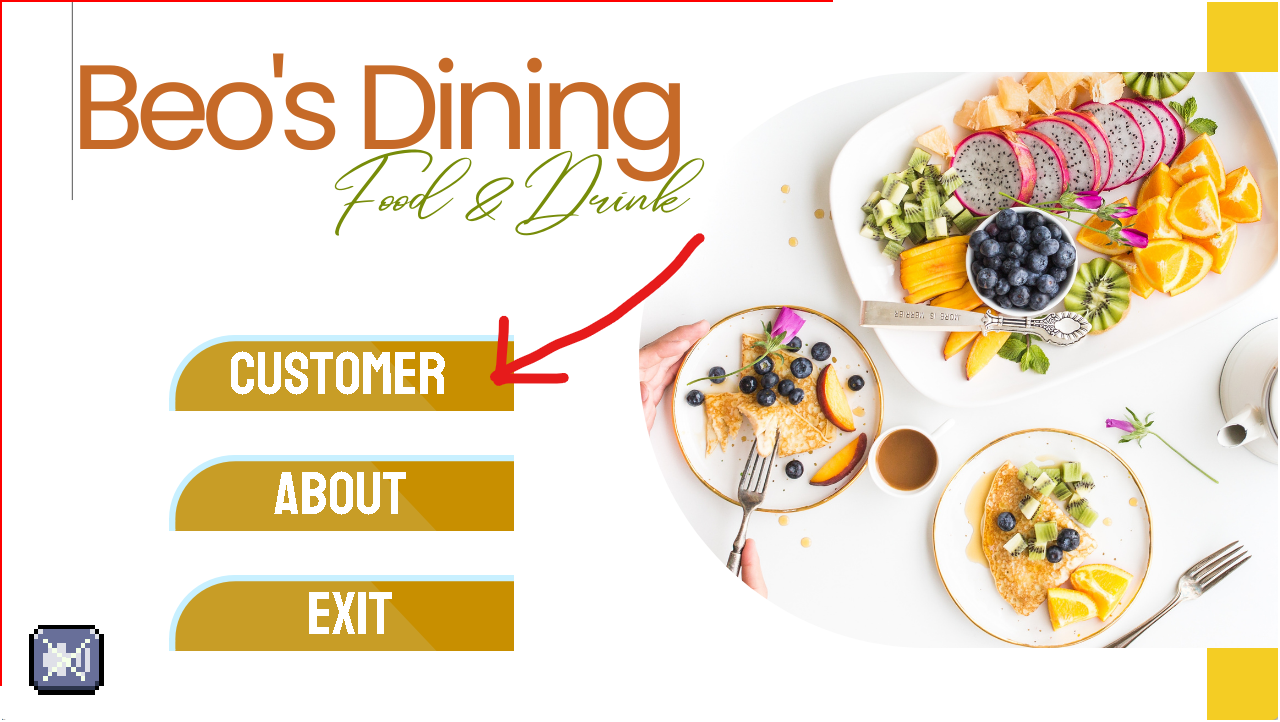 Beo's Dining
Food & Drink
CUSTOMER
ABOUT
EXIT